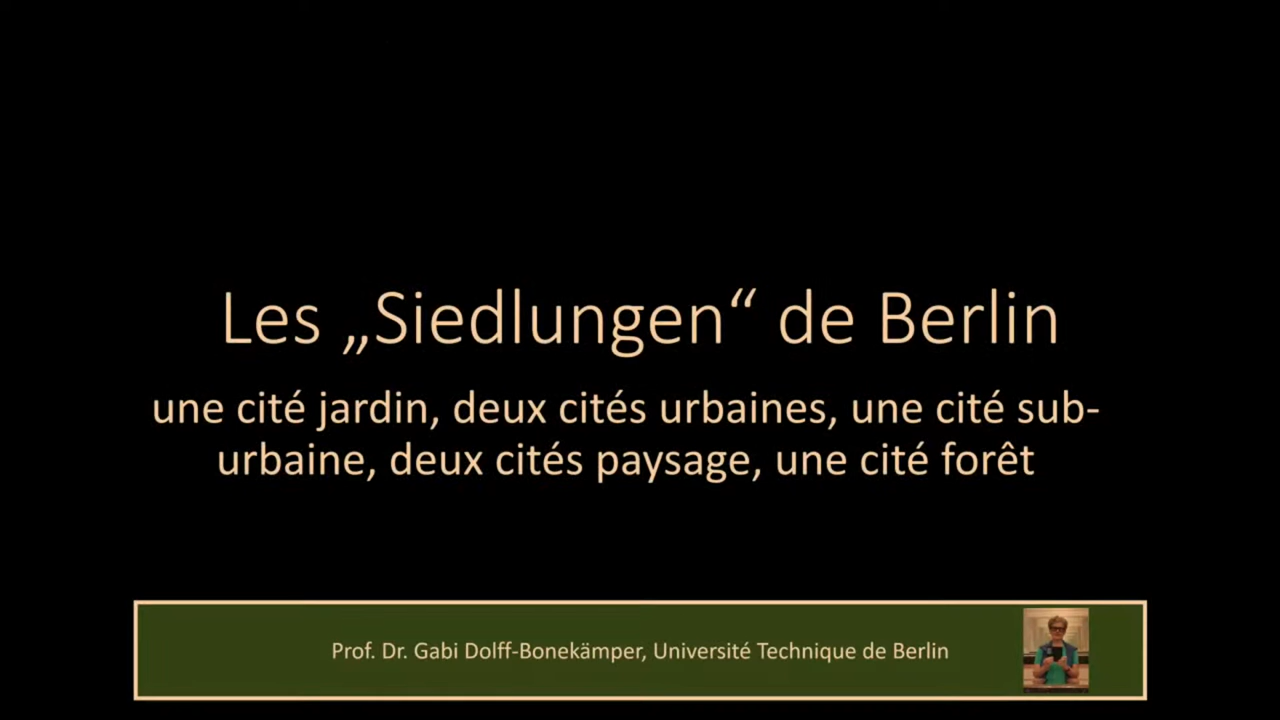 Les „Siedlungen“ de Berlin
une cité jardin, deux cités urbaines, une cité sub-
urbaine, deux cités paysage, une cité forêt
Prof. Dr. Gabi Dolff-Bonekämper, Université Technique de Berlin